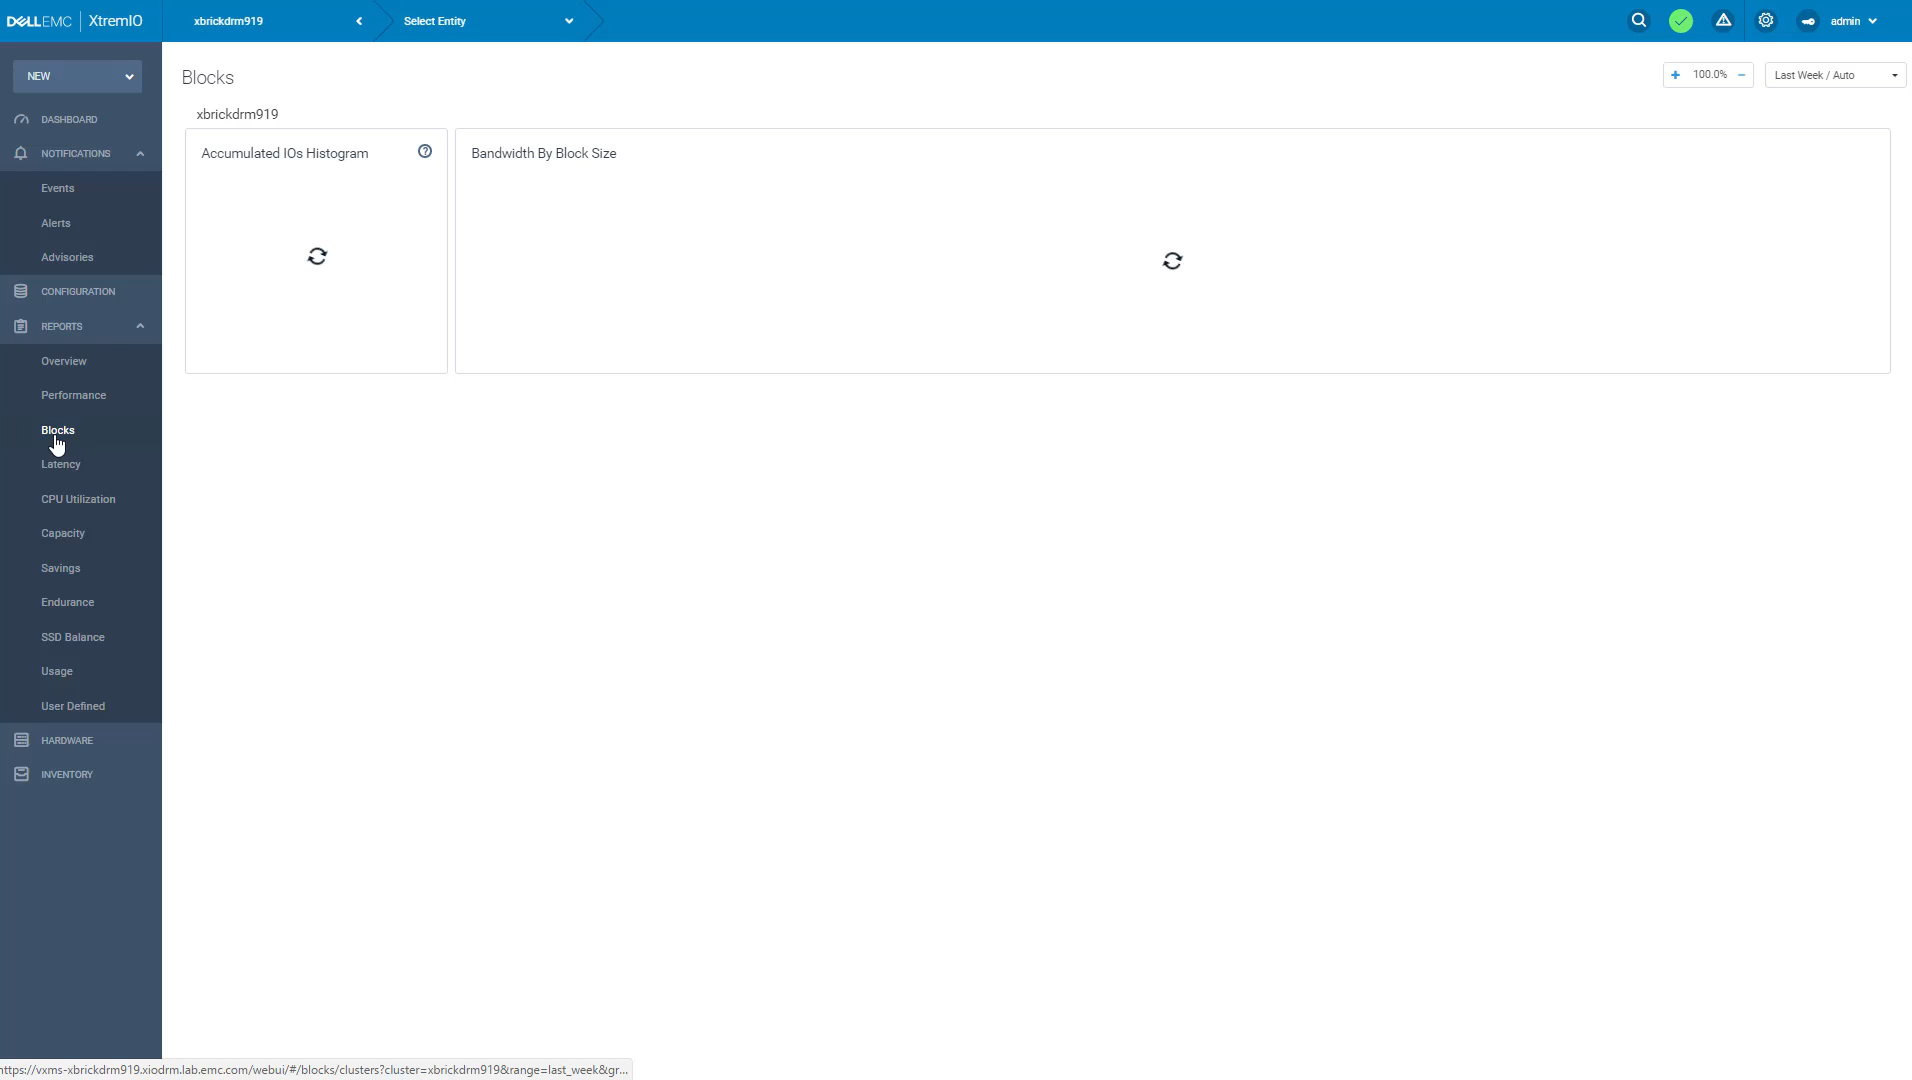 DELLEMC XtremIO
xbrickdrm919
Select Entity
admin
NEW
DASHBOARD
NOTIFICATIONS
Events
Alerts
Advisories
CONFIGURATION
REPORTS
Overview
Performance
Blocks
Latency
CPU Utilization
Capacity
Savings
Endurance
SSD Balance
Usage
User Defined
HARDWARE
INVENTORY
Blocks
+ 100.0% −
Last Week / Auto
xbrickdrm919
Accumulated IOs Histogram ?
Bandwidth By Block Size
https://vxms-xbrickdrm919.xiodrm.lab.emc.com/webui/#/blocks/clusters?cluster=xbrickdrm919&range=last_week&gr...